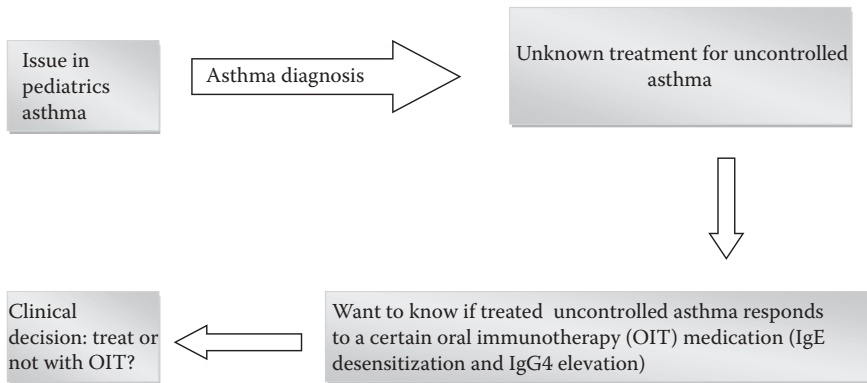 Issue in
pediatrics
asthma
Asthma diagnosis
Unknown treatment for uncontrolled
asthma
Want to know if treated uncontrolled asthma responds
to a certain oral immunotherapy (OIT) medication (IgE
desensitization and IgG4 elevation)
Clinical
decision: treat or
not with OIT?